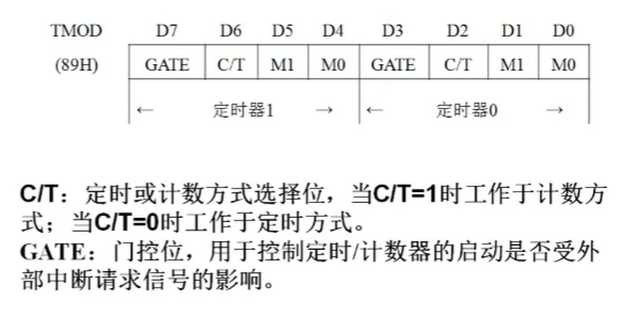 TMOD D7 D6 D5 D4 D3 D2 D1 D0
(89H) GATE C/T M1 M0 GATE C/T M1 M0
← 定时器1 → ← 定时器0 →
C/T：定时或计数方式选择位，当C/T=1时工作于计数方
式；当C/T=0时工作于定时方式。
GATE：门控位，用于控制定时/计数器的启动是否受外
部中断请求信号的影响。